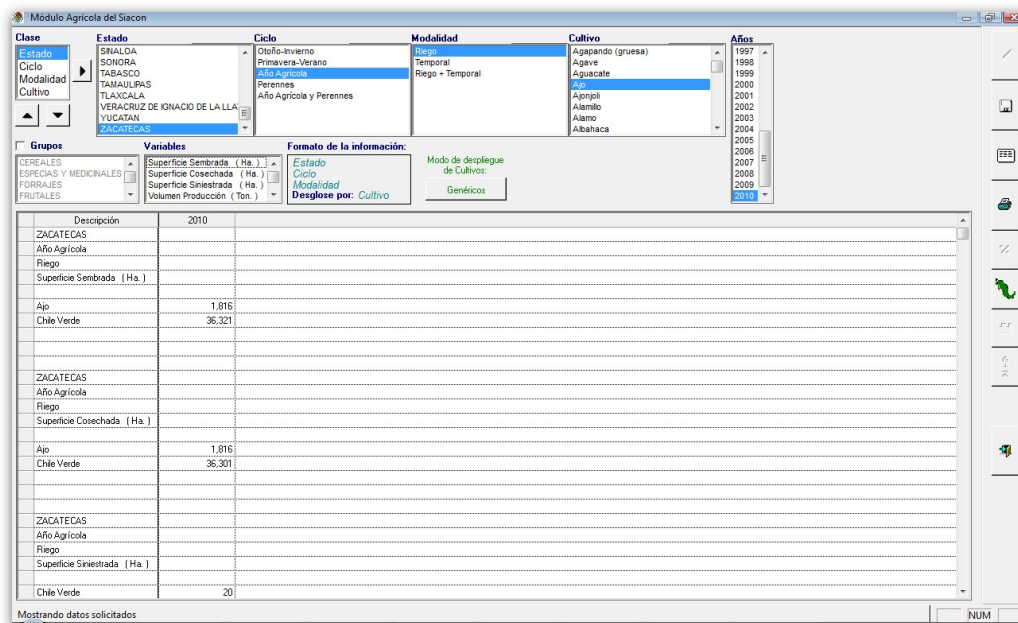 Módulo Agrícola del Siacon
Clase
Estado
Ciclo
Modalidad
Cultivo
Estado
SINALOA
SONORA
TABASCO
TAMAULIPAS
TLAXCALA
VERACRUZ DE IGNACIO DE LA LLA
YUCATAN
ZACATECAS
Ciclo
Otoño-Invierno
Primavera-Verano
Año Agrícola
Perennes
Año Agrícola y Perennes
Modalidad
Riego
Temporal
Riego + Temporal
Cultivo
Agapando (gruesa)
Agave
Aguacate
Ajo
Ajonjoli
Alamillo
Alamo
Albahaca
Años
1997
1998
1999
2000
2001
2002
2003
2004
2005
2006
2007
2008
2009
2010
Grupos
CEREALES
ESPECIAS Y MEDICINALES
FORRAJES
FRUTALES
Variables
Superficie Sembrada ( Ha. )
Superficie Cosechada ( Ha. )
Superficie Siniestrada ( Ha. )
Volumen Producción ( Ton. )
Formato de la información:
Estado
Ciclo
Modalidad
Desglose por: Cultivo
Modo de despliegue
de Cultivos:
Genéricos
Descripción 2010
ZACATECAS
Año Agrícola
Riego
Superficie Sembrada ( Ha. )
Ajo 1,816
Chile Verde 36,321
ZACATECAS
Año Agrícola
Riego
Superficie Cosechada ( Ha. )
Ajo 1,816
Chile Verde 36,301
ZACATECAS
Año Agrícola
Riego
Superficie Siniestrada ( Ha. )
Chile Verde 20
Mostrando datos solicitados
NUM